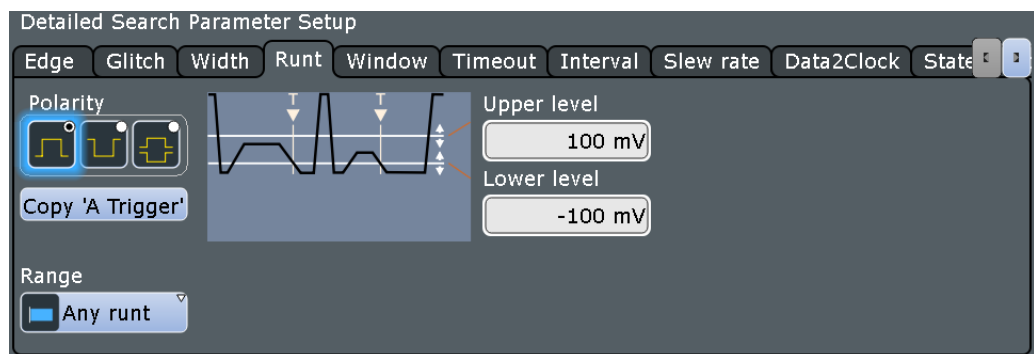 Detailed Search Parameter Setup
Edge Glitch Width Runt Window Timeout Interval Slew rate Data2Clock State
Polarity
T T
Upper level
100 mV
Lower level
-100 mV
Copy 'A Trigger'
Range
Any runt